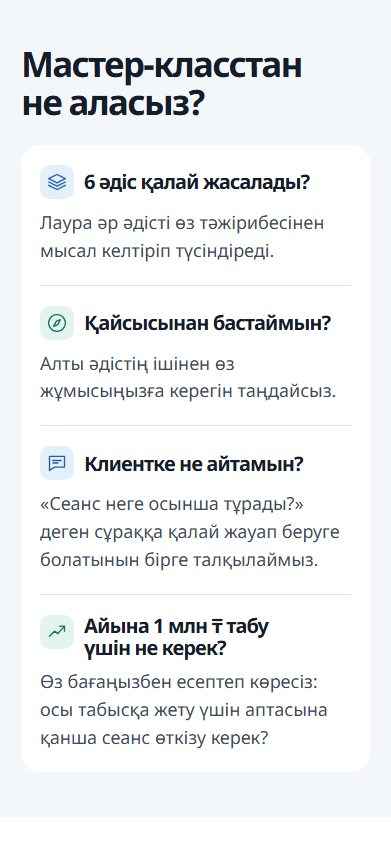 Мастер-класстан
не аласыз?
6 әдіс қалай жасалады?
Лаура әр әдісті өз тәжірибесінен
мысал келтіріп түсіндіреді.
Қайсысынан бастаймын?
Алты әдістің ішінен өз
жұмысыңызға керегін таңдайсыз.
Клиентке не айтамын?
«Сеанс неге осынша тұрады?»
деген сұраққа қалай жауап беруге
болатынын бірге талқылаймыз.
Айына 1 млн ₸ табу
үшін не керек?
Өз бағаңызбен есептеп көресіз:
осы табысқа жету үшін аптасына
қанша сеанс өткізу керек?